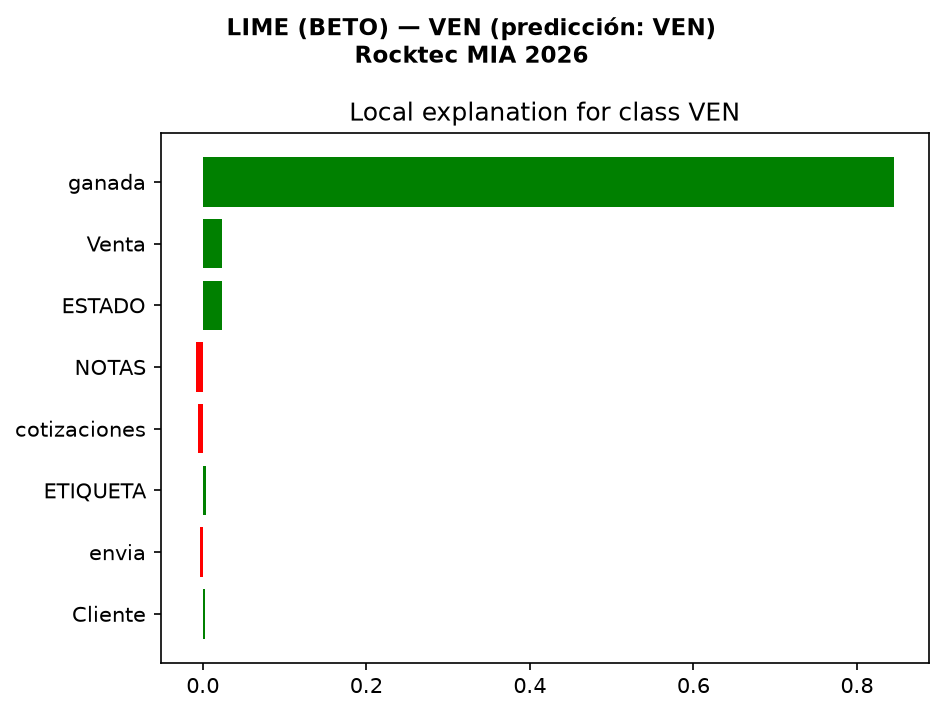 LIME (BETO) — VEN (predicción: VEN)
Rocktec MIA 2026
Local explanation for class VEN
ganada
Venta
ESTADO
NOTAS
cotizaciones
ETIQUETA
envia
Cliente
0.0 0.2 0.4 0.6 0.8